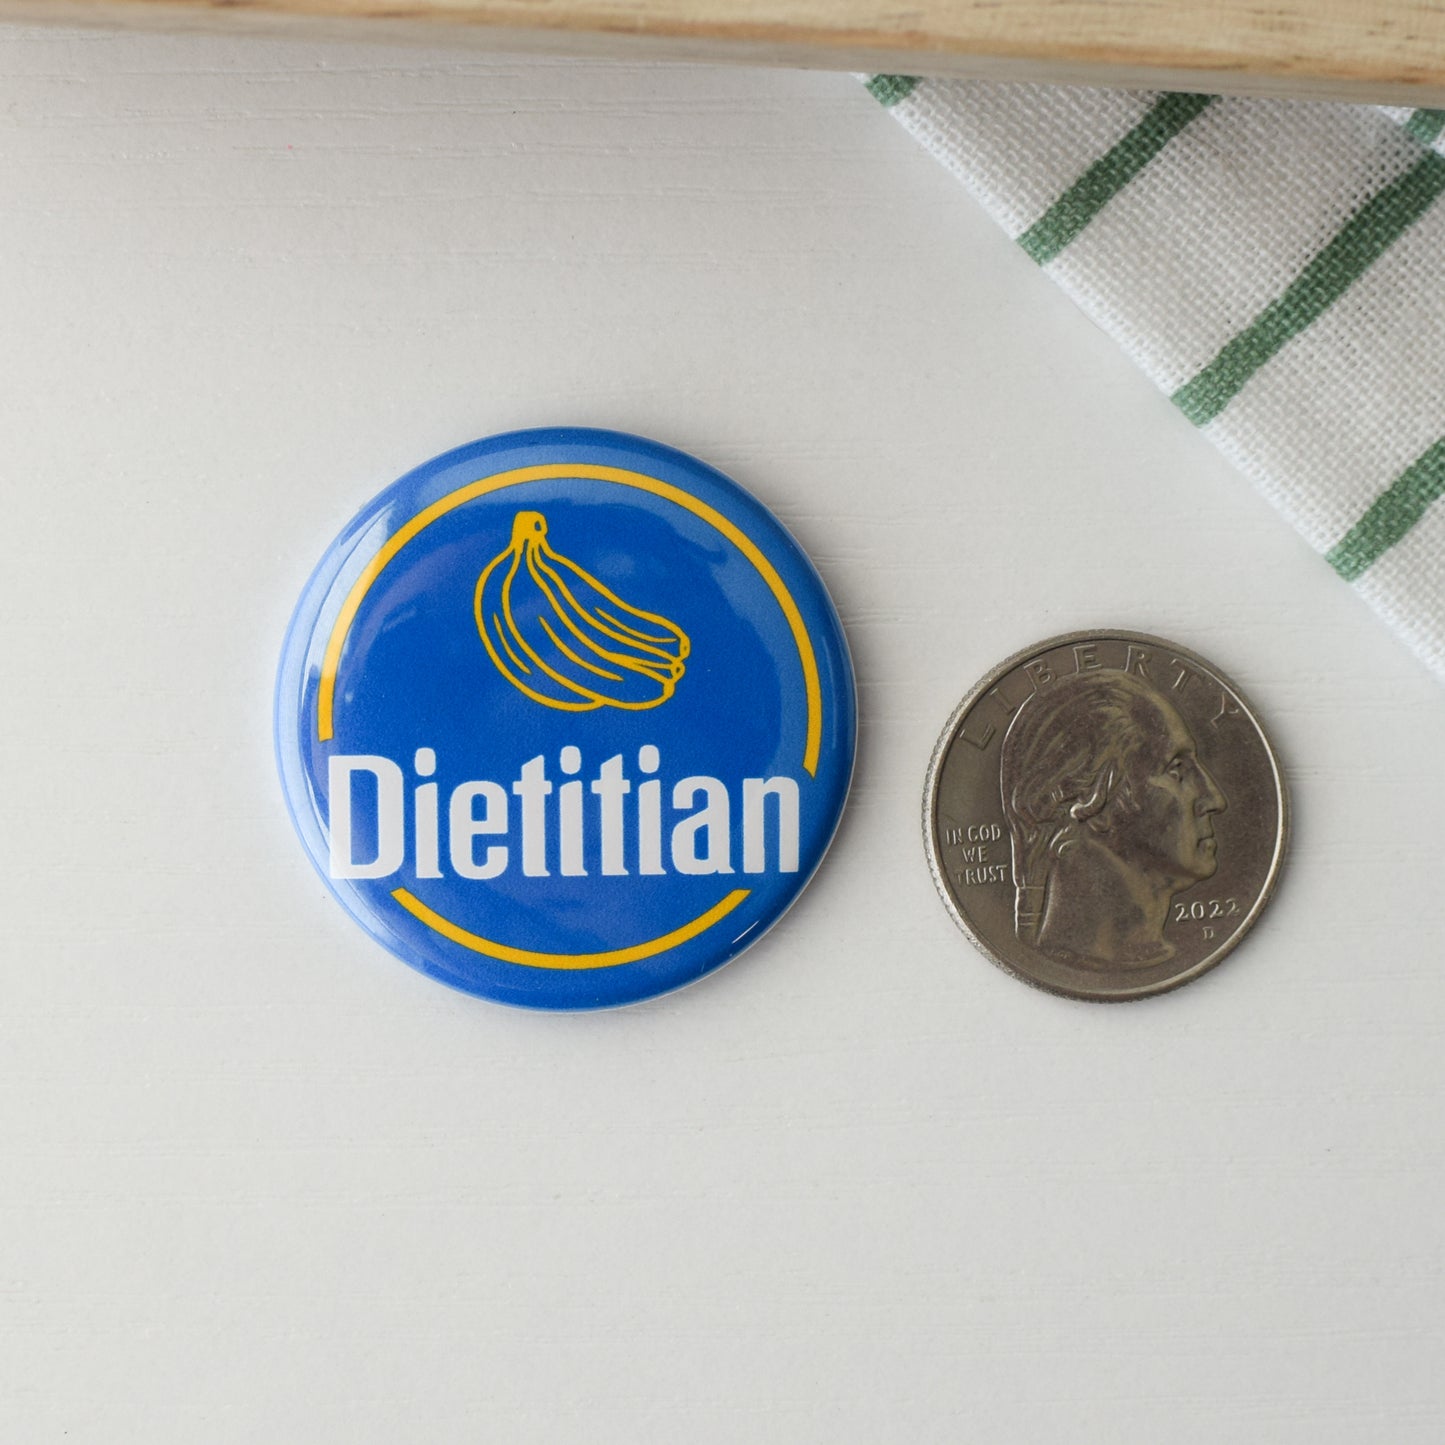 Dietitian
LIBERTY
IN GOD
WE
TRUST
2022
D